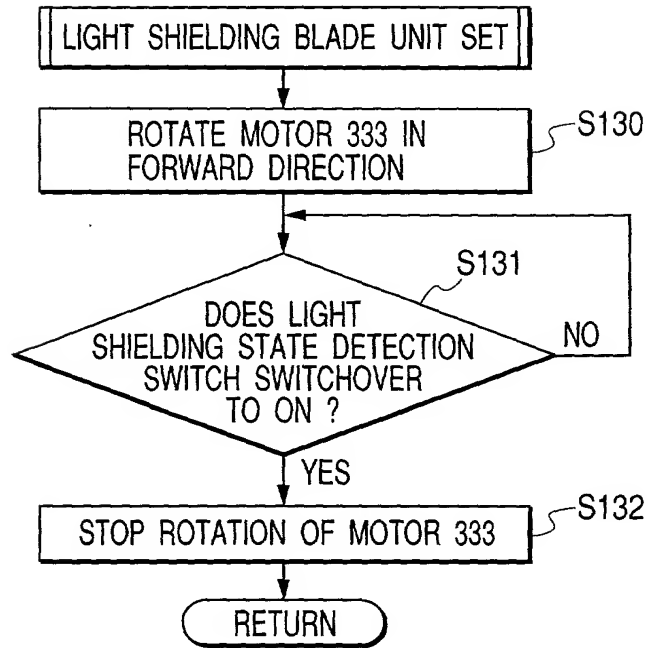 LIGHT SHIELDING BLADE UNIT SET
ROTATE MOTOR 333 IN
FORWARD DIRECTION
S130
S131
DOES LIGHT
SHIELDING STATE DETECTION
SWITCH SWITCHOVER
TO ON ?
NO
YES
STOP ROTATION OF MOTOR 333
S132
RETURN